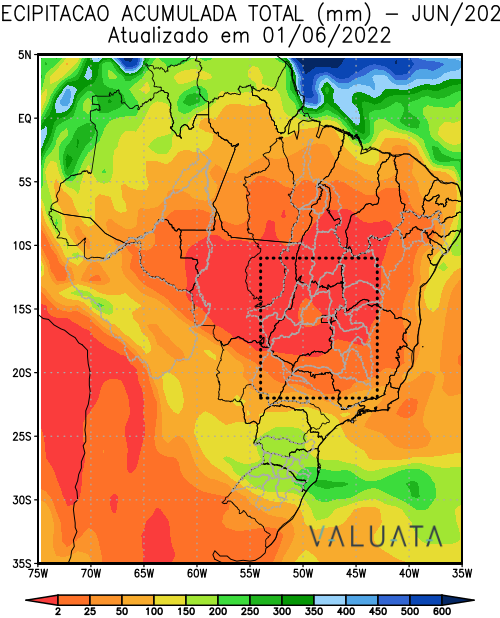 ECIPITACAO ACUMULADA TOTAL (mm) – JUN/202
Atualizado em 01/06/2022
5N
EQ
5S
10S
15S
20S
25S
30S
35S
VALUATA
75W 70W 65W 60W 55W 50W 45W 40W 35W
2 25 50 100 150 200 250 300 350 400 450 500 600